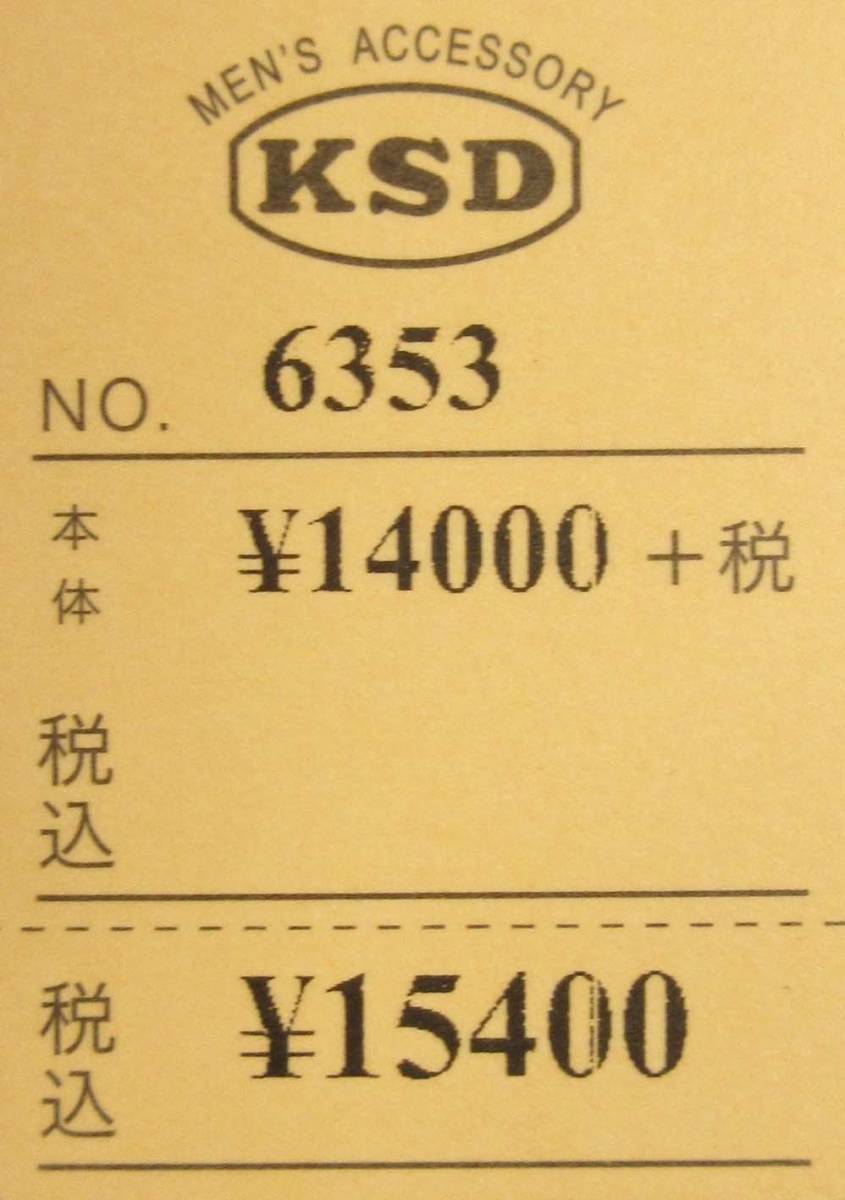 MEN'S ACCESSORY
KSD
NO. 6353
本体 ¥14000 +税
税込
税込 ¥15400